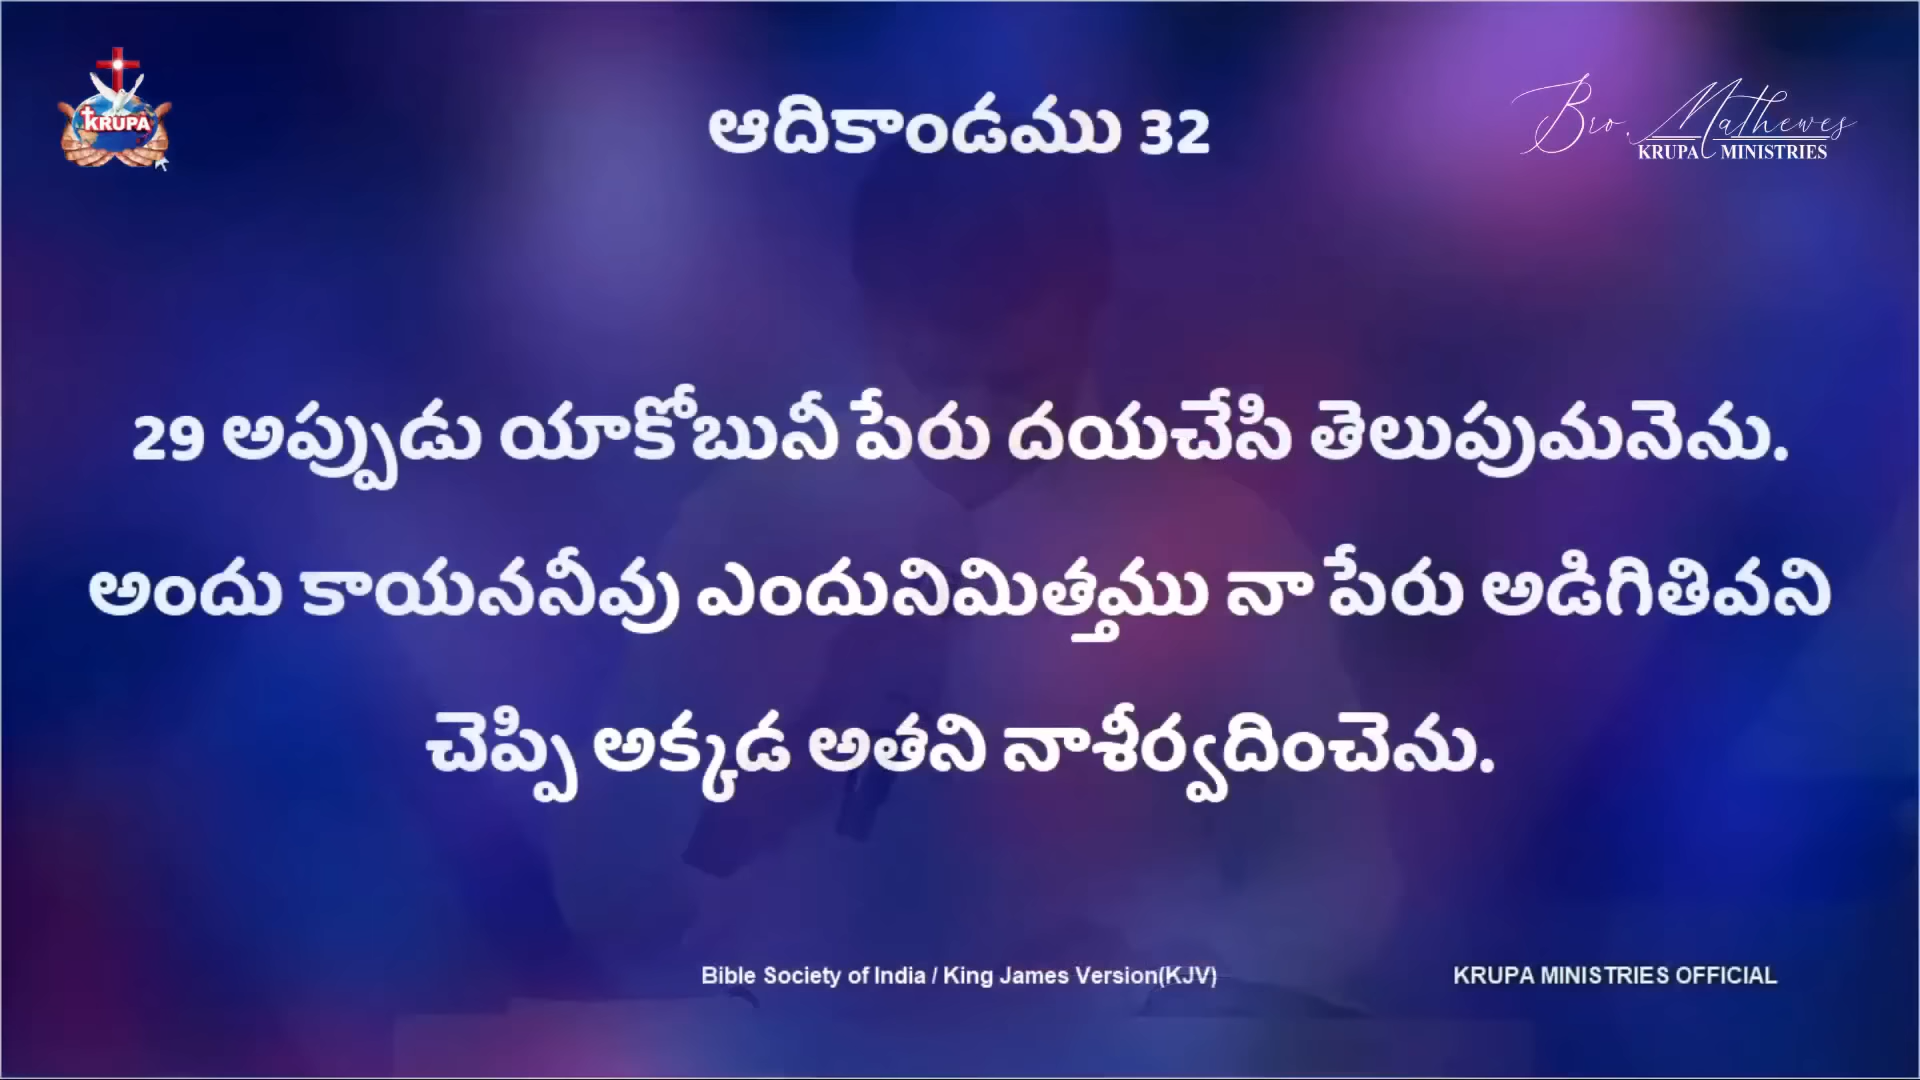 KRUPA
ఆదికాండము 32
Bro. Mathewes
KRUPA MINISTRIES
29 అప్పుడు యాకోబునీ పేరు దయచేసి తెలుపుమనెను.
అందు కాయననీవు ఎందునిమిత్తము నా పేరు అడిగితివని
చెప్పి అక్కడ అతని నాశీర్వదించెను.
Bible Society of India / King James Version(KJV)
KRUPA MINISTRIES OFFICIAL